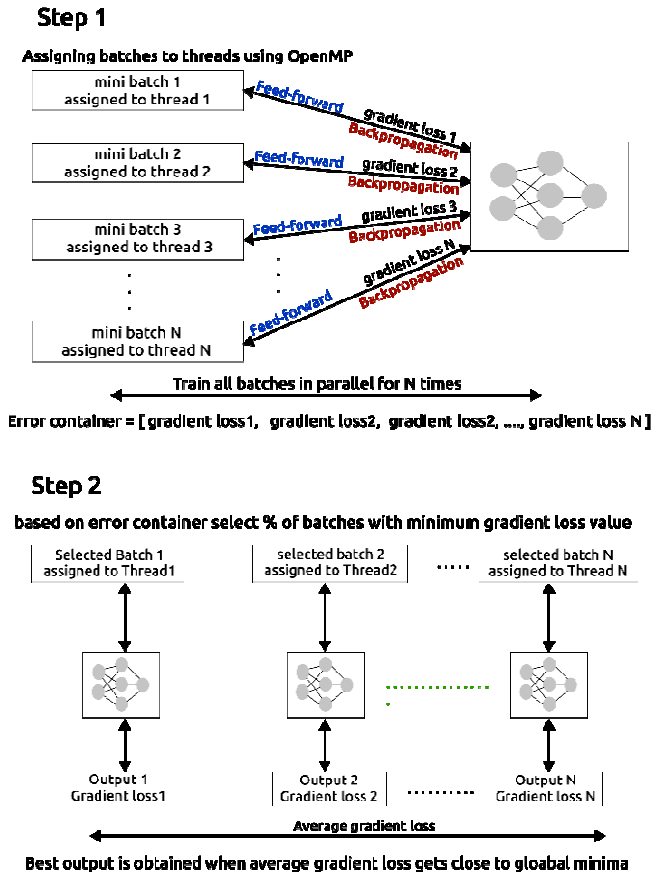 Step 1
Assigning batches to threads using OpenMP
mini batch 1
assigned to thread 1
Feed-forward
gradient loss 1
Backpropagation
mini batch 2
assigned to thread 2
Feed-forward
gradient loss 2
Backpropagation
mini batch 3
assigned to thread 3
Feed-forward
gradient loss 3
Backpropagation
mini batch N
assigned to thread N
Feed-forward
gradient loss N
Backpropagation
Train all batches in parallel for N times
Error container = [ gradient loss1, gradient loss2, gradient loss2, ...., gradient loss N ]
Step 2
based on error container select % of batches with minimum gradient loss value
Selected Batch 1
assigned to Thread1
selected batch 2
assigned to Thread2
selected batch N
assigned to Thread N
Output 1
Gradient loss1
Output 2
Gradient loss 2
Output N
Gradient loss N
Average gradient loss
Best output is obtained when average gradient loss gets close to gloabal minima